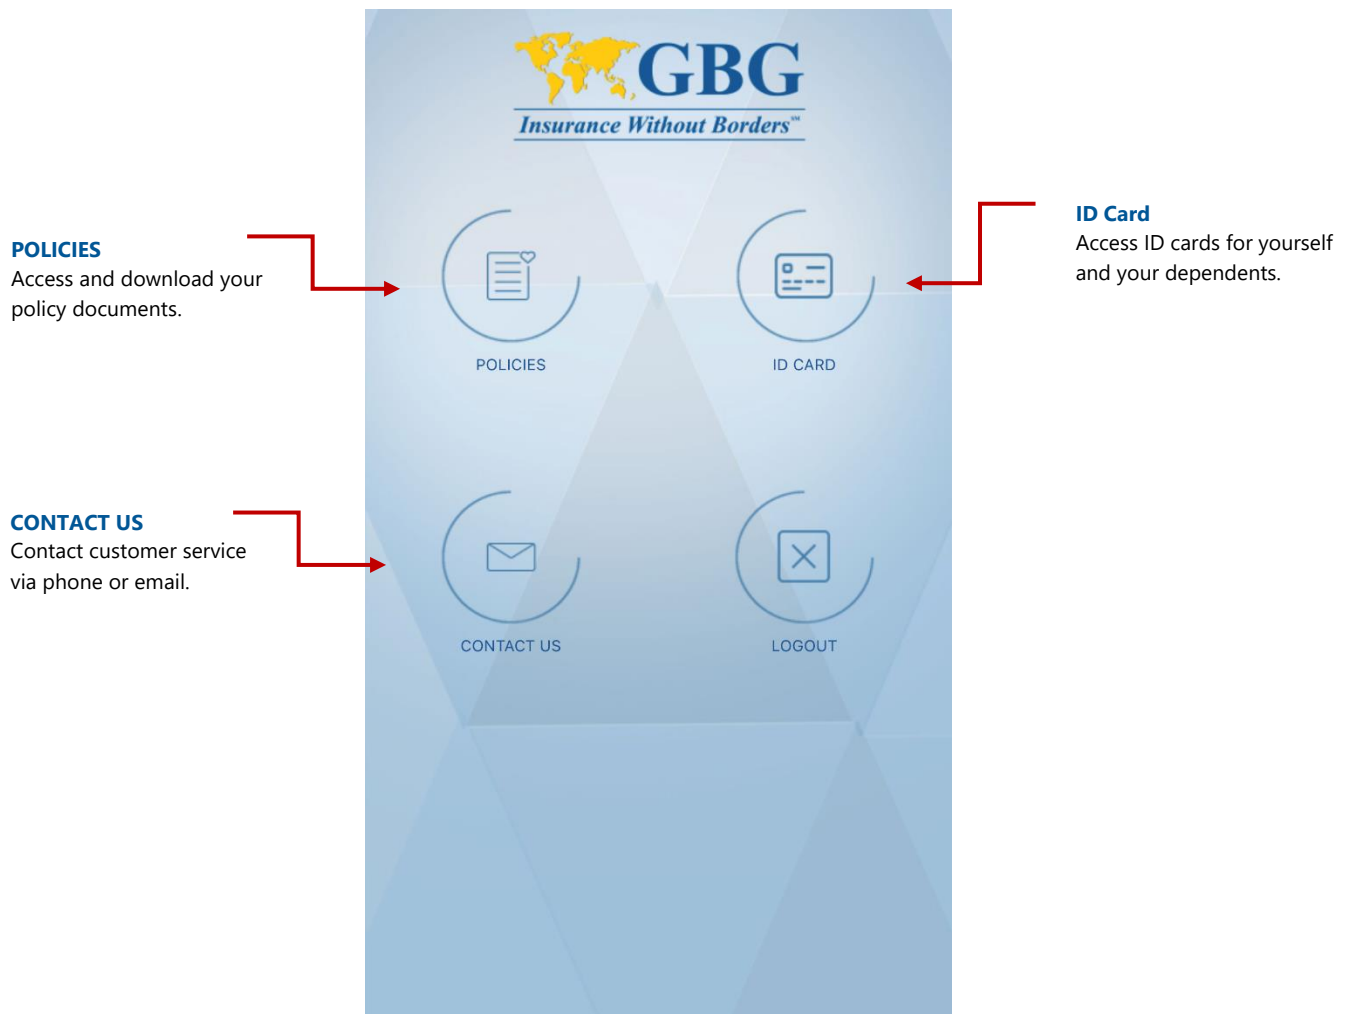 GBG
Insurance Without Borders℠
POLICIES
Access and download your
policy documents.
ID Card
Access ID cards for yourself
and your dependents.
POLICIES
ID CARD
CONTACT US
Contact customer service
via phone or email.
CONTACT US
LOGOUT